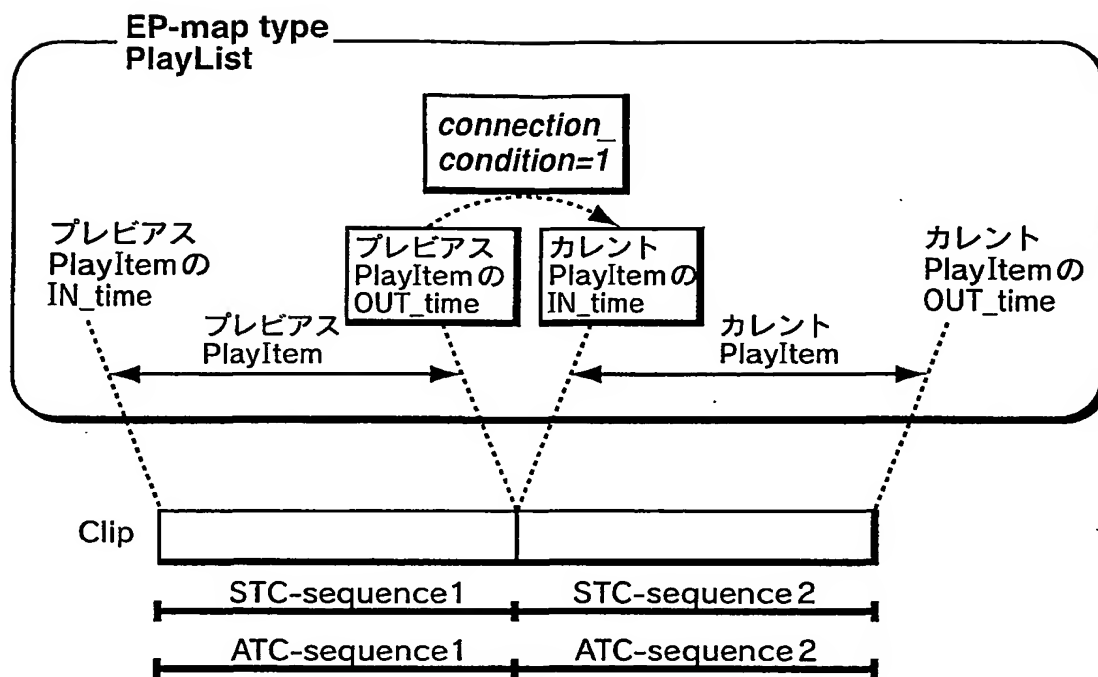 EP-map type
PlayList
connection_
condition=1
プレビアス
PlayItemの
IN_time
プレビアス
PlayItemの
OUT_time
カレント
PlayItemの
IN_time
カレント
PlayItemの
OUT_time
プレビアス
PlayItem
カレント
PlayItem
Clip
STC-sequence1
STC-sequence2
ATC-sequence1
ATC-sequence2